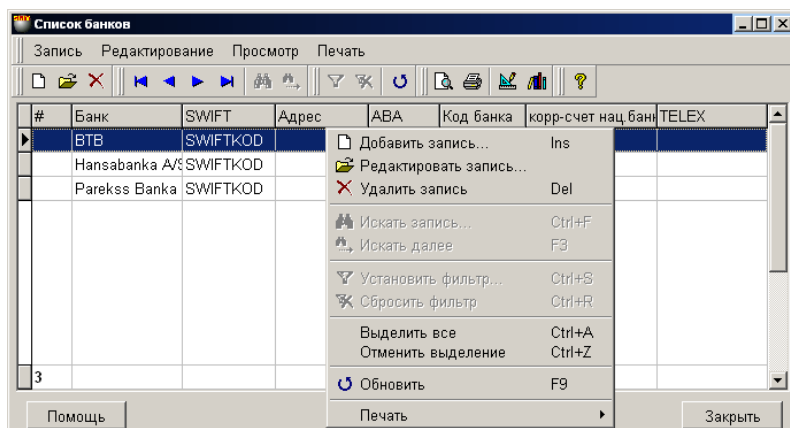 Список банков
Запись Редактирование Просмотр Печать
# Банк SWIFT Адрес ABA Код банка корр-счет нац.банк TELEX
BTB SWIFTKOD
Hansabanka A/S SWIFTKOD
Parekss Banka SWIFTKOD
Добавить запись... Ins
Редактировать запись...
Удалить запись Del
Искать запись... Ctrl+F
Искать далее F3
Установить фильтр... Ctrl+S
Сбросить фильтр Ctrl+R
Выделить все Ctrl+A
Отменить выделение Ctrl+Z
Обновить F9
Печать
3
Помощь Закрыть